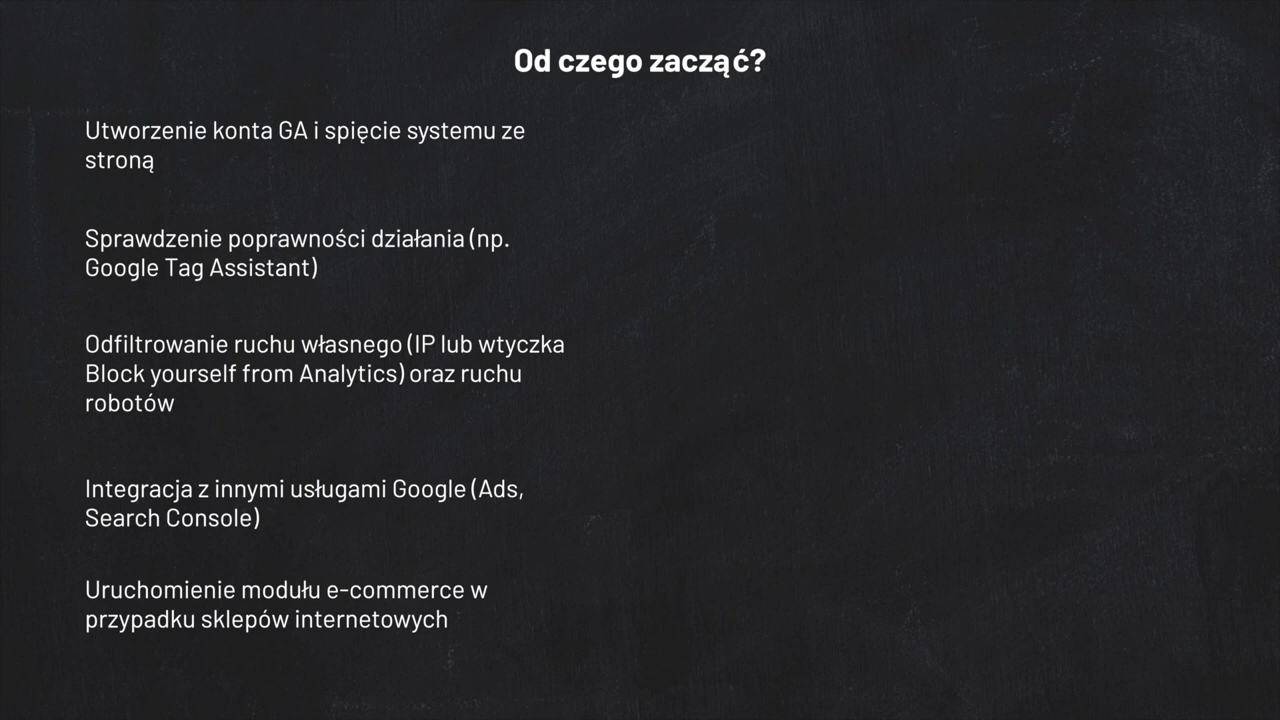 Od czego zacząć?
Utworzenie konta GA i spięcie systemu ze
stroną
Sprawdzenie poprawności działania (np.
Google Tag Assistant)
Odfiltrowanie ruchu własnego (IP lub wtyczka
Block yourself from Analytics) oraz ruchu
robotów
Integracja z innymi usługami Google (Ads,
Search Console)
Uruchomienie modułu e-commerce w
przypadku sklepów internetowych